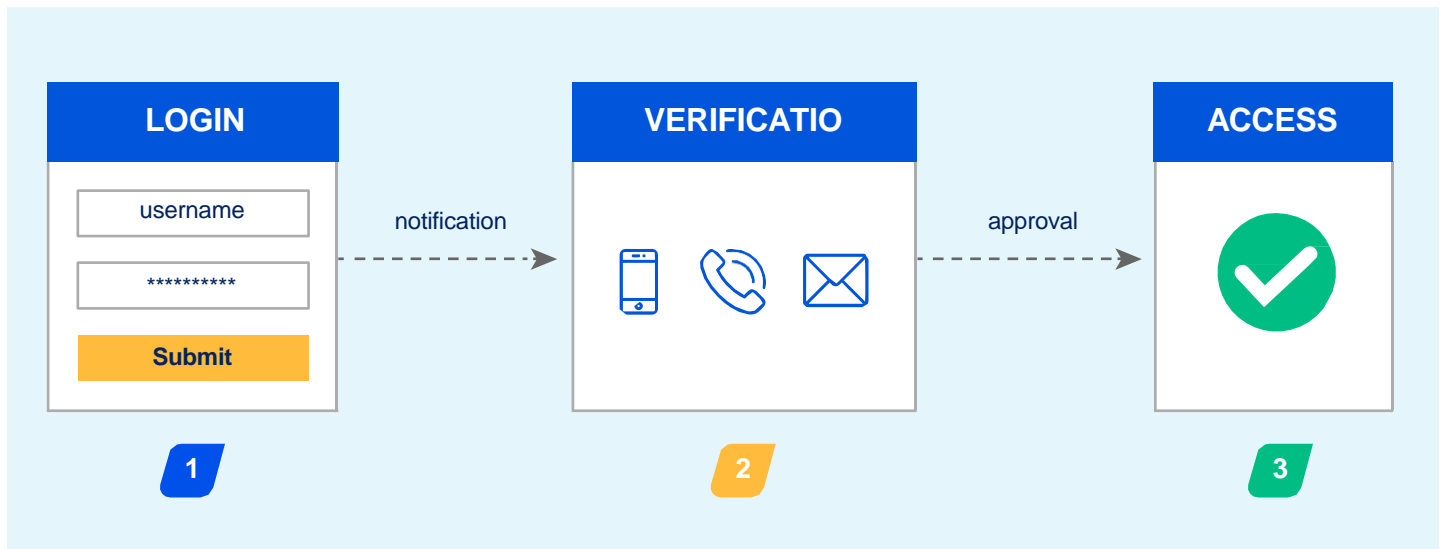 LOGIN
username
**********
Submit
1
notification
VERIFICATIO
2
approval
ACCESS
3